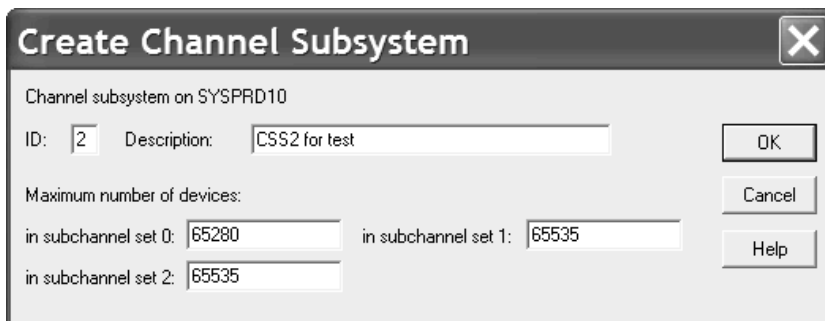 Create Channel Subsystem
Channel subsystem on SYSPRD10
ID: 2 Description: CSS2 for test
OK
Maximum number of devices:
Cancel
in subchannel set 0: 65280 in subchannel set 1: 65535
Help
in subchannel set 2: 65535